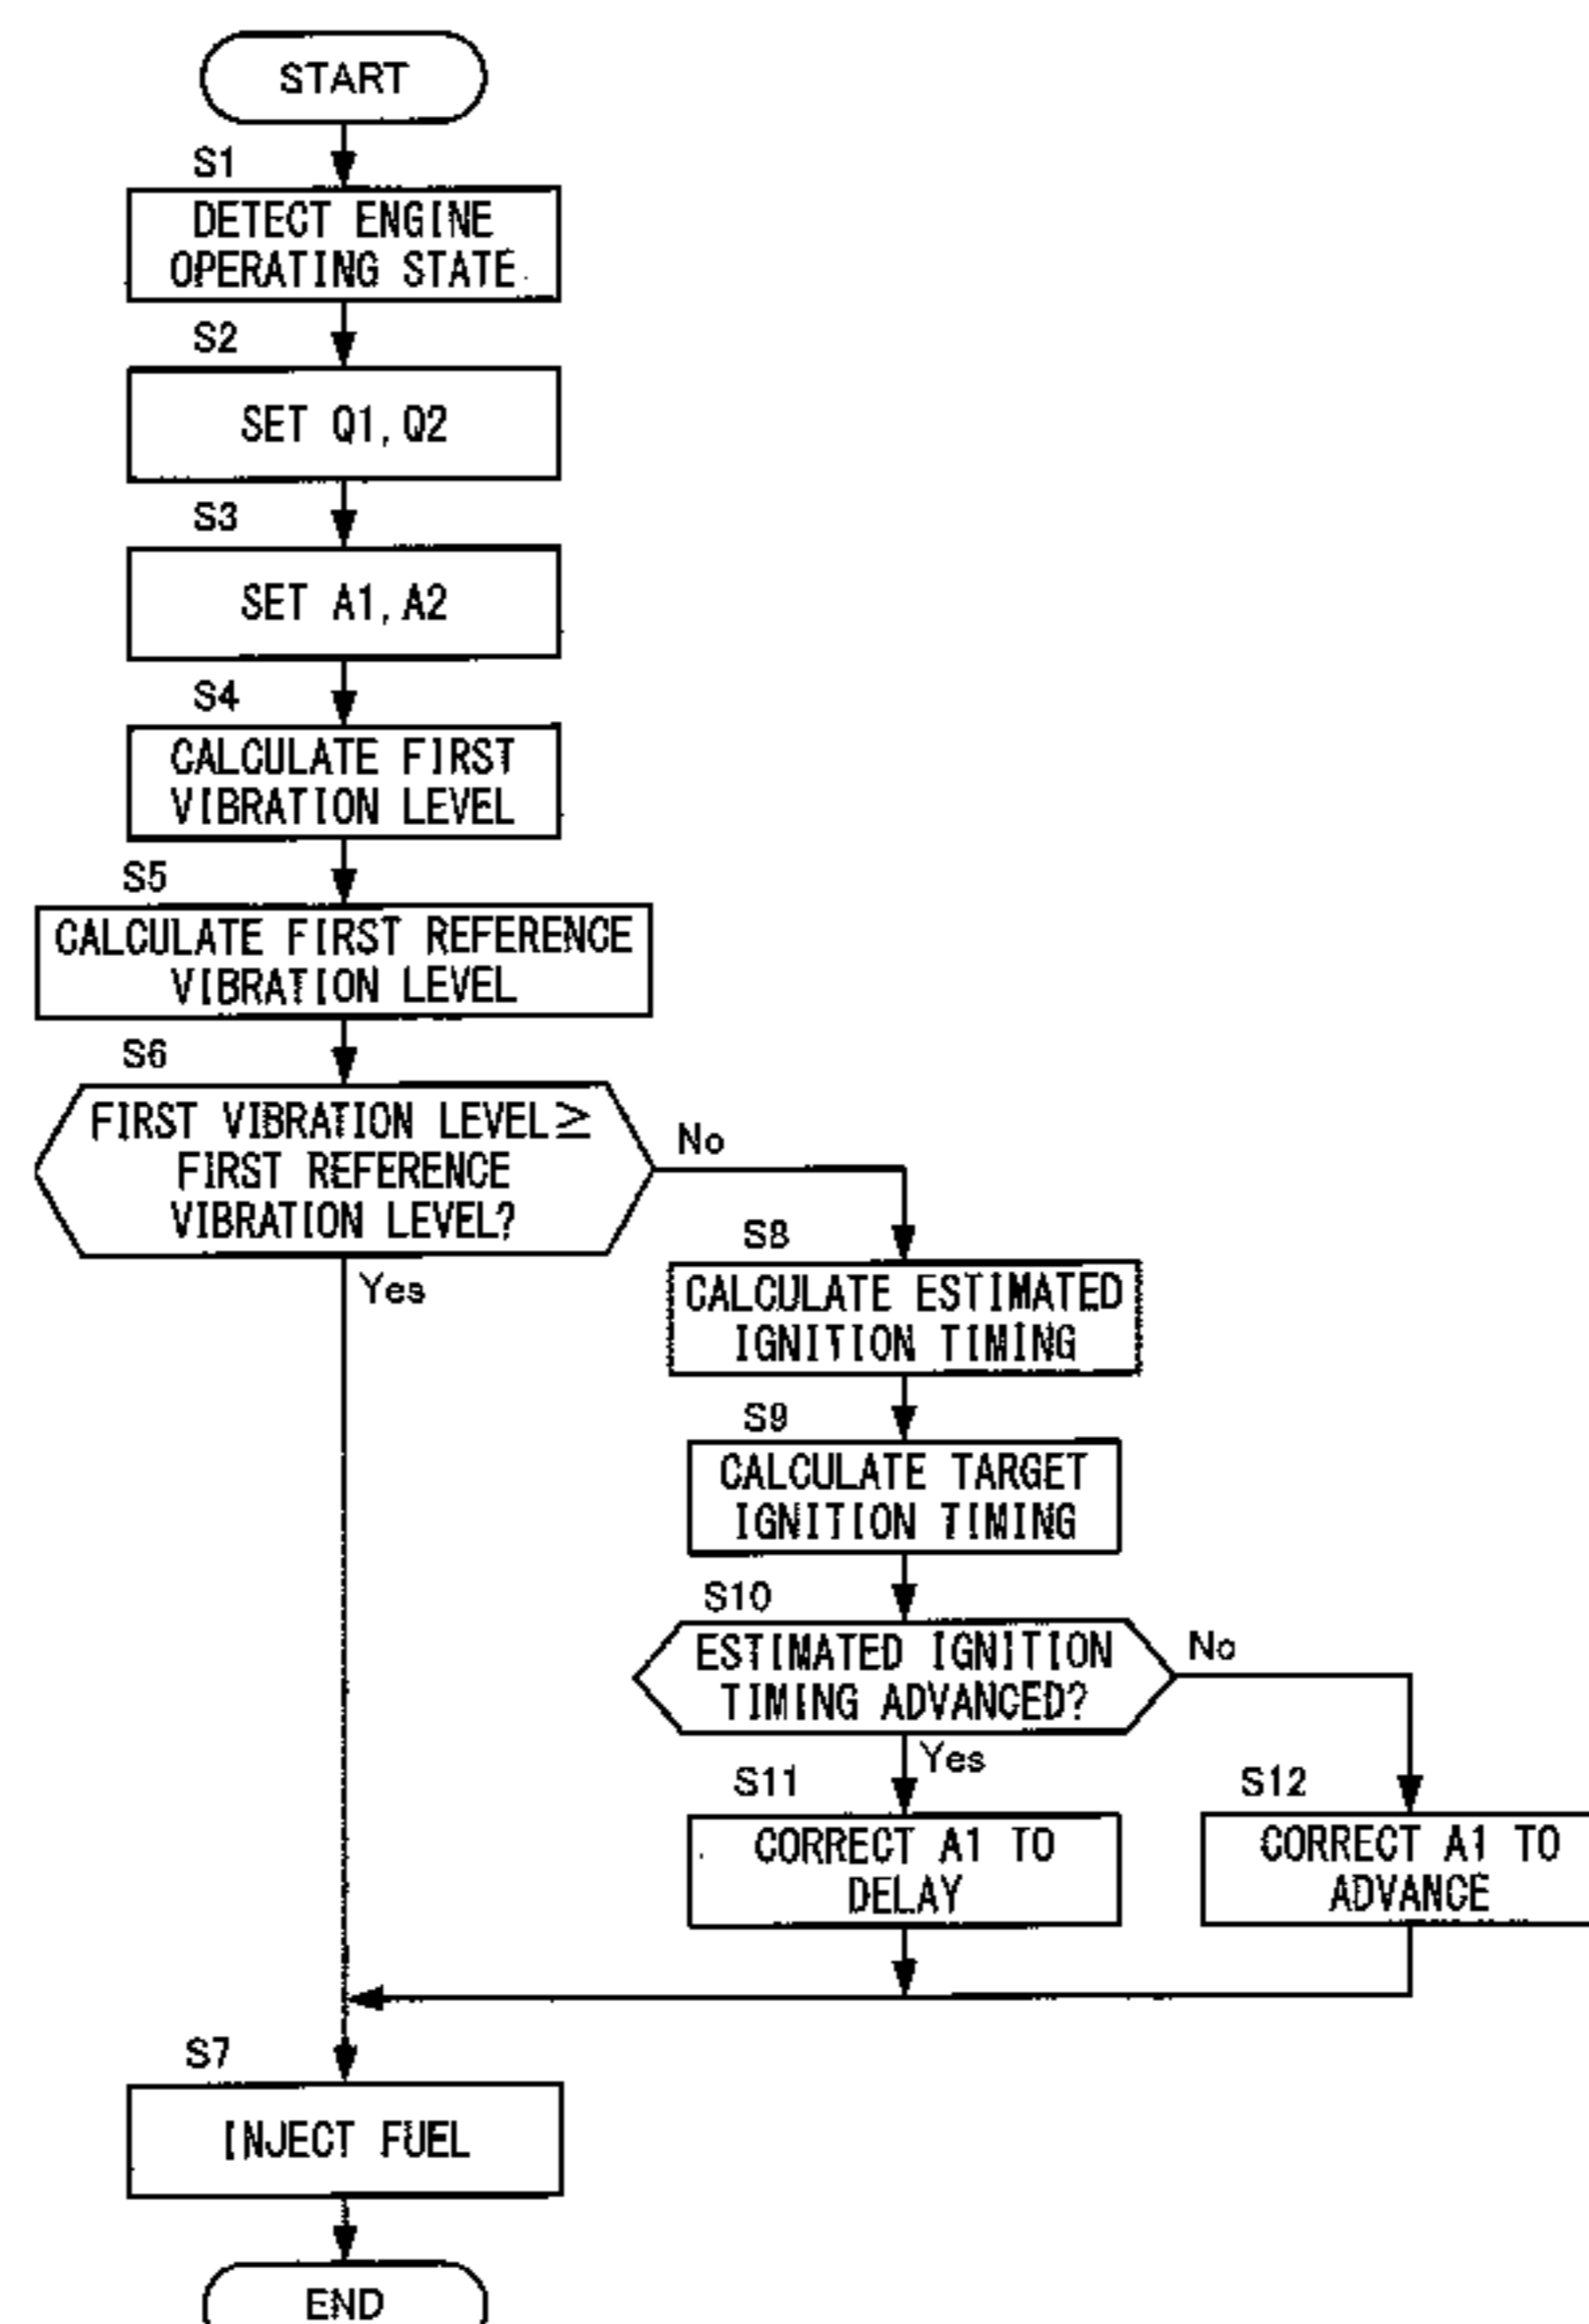 START
S1
DETECT ENGINE
OPERATING STATE
S2
SET Q1,Q2
S3
SET A1,A2
S4
CALCULATE FIRST
VIBRATION LEVEL
S5
CALCULATE FIRST REFERENCE
VIBRATION LEVEL
S6
FIRST VIBRATION LEVEL≥
FIRST REFERENCE
VIBRATION LEVEL?
No
Yes
S8
CALCULATE ESTIMATED
IGNITION TIMING
S9
CALCULATE TARGET
IGNITION TIMING
S10
ESTIMATED IGNITION
TIMING ADVANCED?
No
Yes
S11
CORRECT A1 TO
DELAY
S12
CORRECT A1 TO
ADVANCE
S7
INJECT FUEL
END